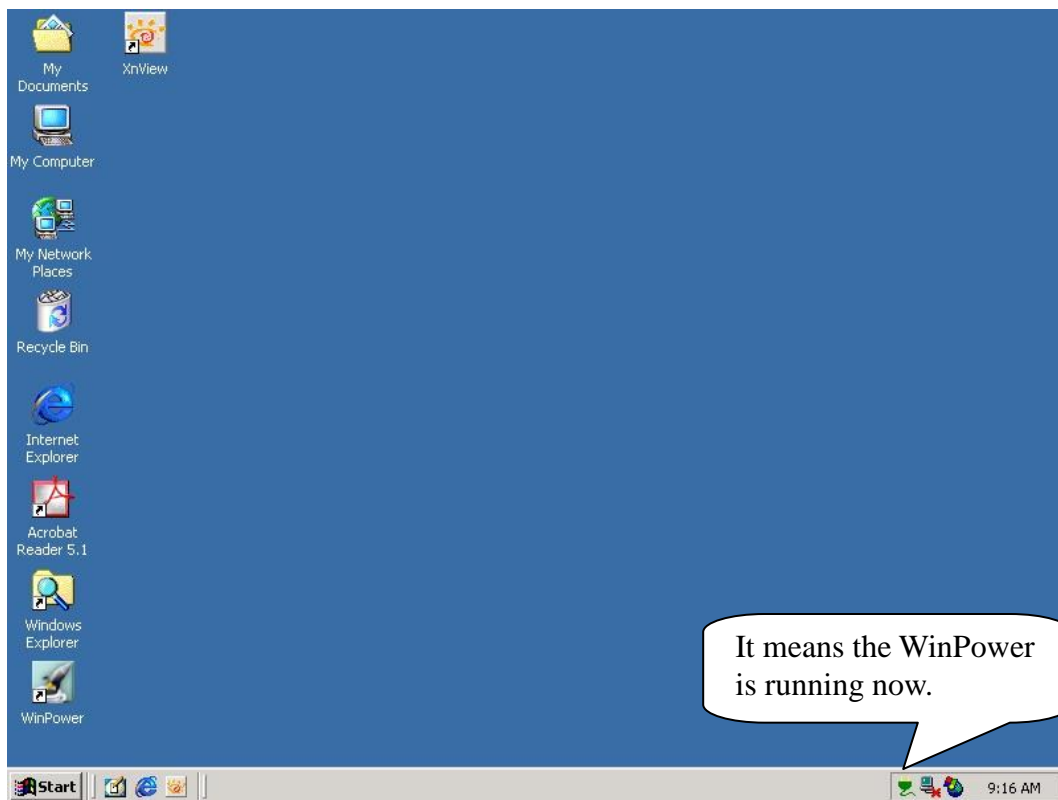 My
Documents
XnView
My Computer
My Network
Places
Recycle Bin
Internet
Explorer
Acrobat
Reader 5.1
Windows
Explorer
WinPower
It means the WinPower
is running now.
Start
9:16 AM